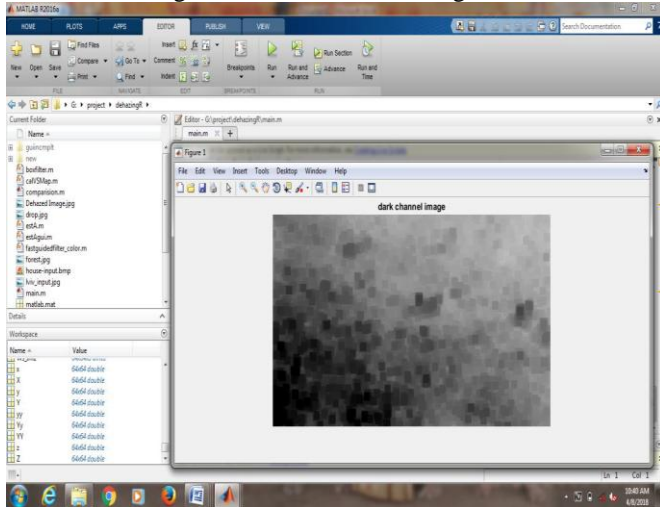 MATLAB R2016a
HOME PLOTS APPS EDITOR PUBLISH VIEW
Search Documentation
New Open Save
Find Files
Compare
Print
Go To
Find
Insert
Comment
Indent
Breakpoints
Run
Run and Advance
Run Section
Advance
Run and Time
FILE NAVIGATE EDIT BREAKPOINTS RUN
G: project dehazingR
Current Folder
Name
guincmplt
new
boxfilter.m
calVSMap.m
comparision.m
Dehazed Image.jpg
drop.jpg
estA.m
estAgui.m
fastguidedfilter_color.m
forest.jpg
house-input.bmp
lviv_input.jpg
main.m
matlab.mat
Details
Workspace
Name Value
x 64x64 double
X 64x64 double
y 64x64 double
Y 64x64 double
yy 64x64 double
Yy 64x64 double
YY 64x64 double
z 64x64 double
Z 64x64 double
Editor - G:\project\dehazingR\main.m
main.m
Figure 1
File Edit View Insert Tools Desktop Window Help
dark channel image
Ln 1 Col 1
10:40 AM
4/8/2018